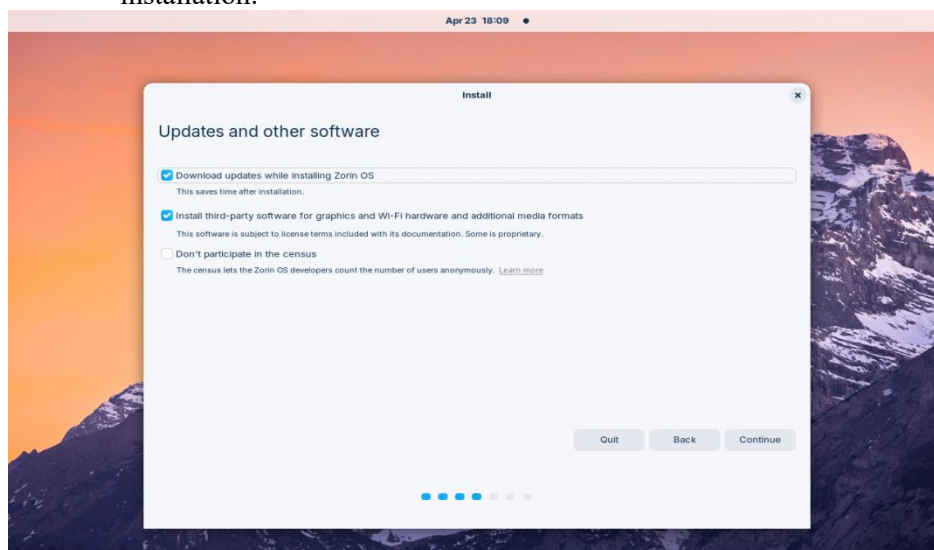 installation.
Apr 23 18:09
Install
Updates and other software
Download updates while installing Zorin OS
This saves time after installation.
Install third-party software for graphics and Wi-Fi hardware and additional media formats
This software is subject to license terms included with its documentation. Some is proprietary.
Don't participate in the census
The census lets the Zorin OS developers count the number of users anonymously. Learn more
Quit Back Continue